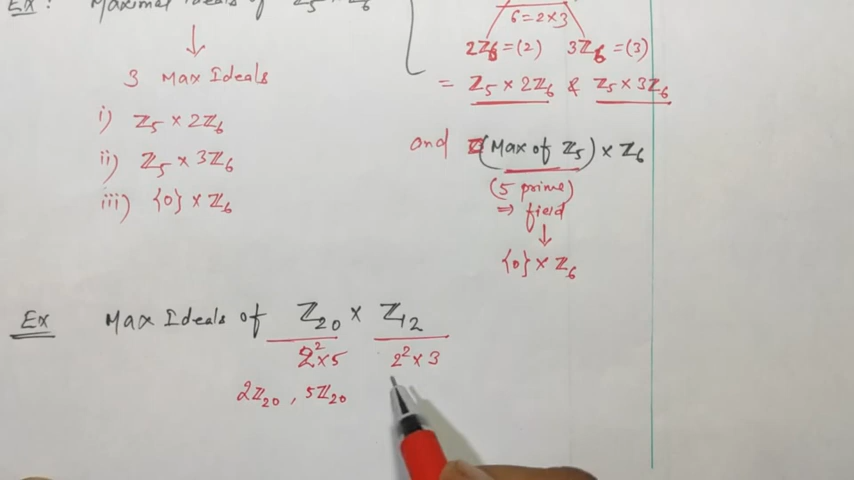 Ex: Maximal Ideals of Z₅ × Z₆
↓
3 Max Ideals
i) ℤ₅ × 2ℤ₆
ii) ℤ₅ × 3ℤ₆
iii) {0} × ℤ₆
6 = 2 × 3
2ℤ₆ = (2) 3ℤ₆ = (3)
= ℤ₅ × 2ℤ₆ & ℤ₅ × 3ℤ₆
and (Max of ℤ₅) × ℤ₆
(5 prime)
⇒ field
↓
{0} × ℤ₆
Ex Max Ideals of ℤ₂₀ × ℤ₁₂
2² × 5 2² × 3
2ℤ₂₀ , 5ℤ₂₀